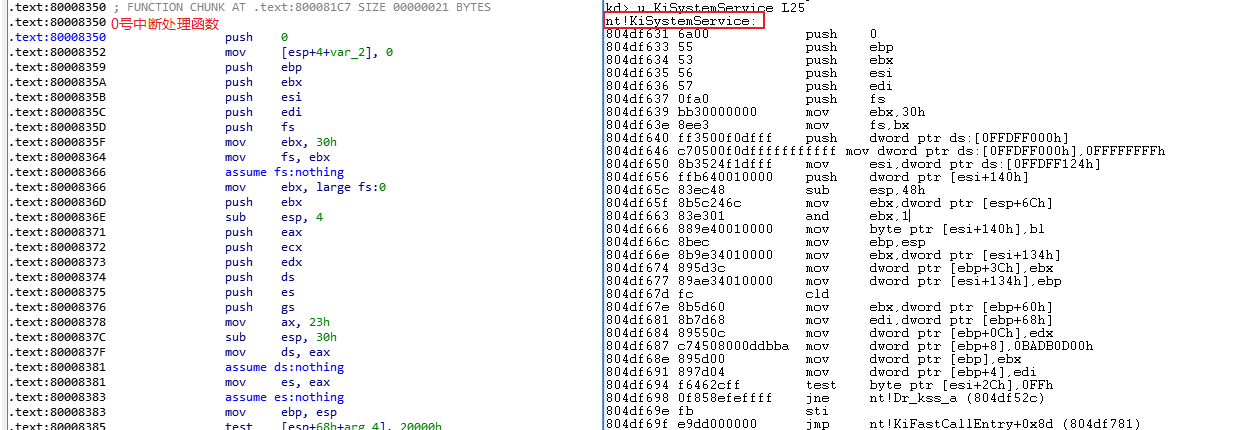 .text:80008350 ; FUNCTION CHUNK AT .text:800081C7 SIZE 00000021 BYTES
.text:80008350 0号中断处理函数
.text:80008350 push 0
.text:80008352 mov [esp+4+var_2], 0
.text:80008359 push ebp
.text:8000835A push ebx
.text:8000835B push esi
.text:8000835C push edi
.text:8000835D push fs
.text:8000835F mov ebx, 30h
.text:80008364 mov fs, ebx
.text:80008366 assume fs:nothing
.text:80008366 mov ebx, large fs:0
.text:8000836D push ebx
.text:8000836E sub esp, 4
.text:80008371 push eax
.text:80008372 push ecx
.text:80008373 push edx
.text:80008374 push ds
.text:80008375 push es
.text:80008376 push gs
.text:80008378 mov ax, 23h
.text:8000837C sub esp, 30h
.text:8000837F mov ds, eax
.text:80008381 assume ds:nothing
.text:80008381 mov es, eax
.text:80008383 assume es:nothing
.text:80008383 mov ebp, esp
.text:80008385 test [esp+68h+arg_4], 20000h
kd> u KiSystemService L25
nt!KiSystemService:
804df631 6a00 push 0
804df633 55 push ebp
804df634 53 push ebx
804df635 56 push esi
804df636 57 push edi
804df637 0fa0 push fs
804df639 bb30000000 mov ebx,30h
804df63e 8ee3 mov fs,bx
804df640 ff3500f0dfff push dword ptr ds:[0FFDFF000h]
804df646 c70500f0dfffffffffff mov dword ptr ds:[0FFDFF000h],0FFFFFFFFh
804df650 8b3524f1dfff mov esi,dword ptr ds:[0FFDFF124h]
804df656 ffb640010000 push dword ptr [esi+140h]
804df65c 83ec48 sub esp,48h
804df65f 8b5c246c mov ebx,dword ptr [esp+6Ch]
804df663 83e301 and ebx,1
804df666 889e40010000 mov byte ptr [esi+140h],bl
804df66c 8bec mov ebp,esp
804df66e 8b9e34010000 mov ebx,dword ptr [esi+134h]
804df674 895d3c mov dword ptr [ebp+3Ch],ebx
804df677 89ae34010000 mov dword ptr [esi+134h],ebp
804df67d fc cld
804df67e 8b5d60 mov ebx,dword ptr [ebp+60h]
804df681 8b7d68 mov edi,dword ptr [ebp+68h]
804df684 89550c mov dword ptr [ebp+0Ch],edx
804df687 c74508000ddbba mov dword ptr [ebp+8],0BADB0D00h
804df68e 895d00 mov dword ptr [ebp],ebx
804df691 897d04 mov dword ptr [ebp+4],edi
804df694 f6462cff test byte ptr [esi+2Ch],0FFh
804df698 0f858efeffff jne nt!Dr_kss_a (804df52c)
804df69e fb sti
804df69f e9dd000000 jmp nt!KiFastCallEntry+0x8d (804df781)